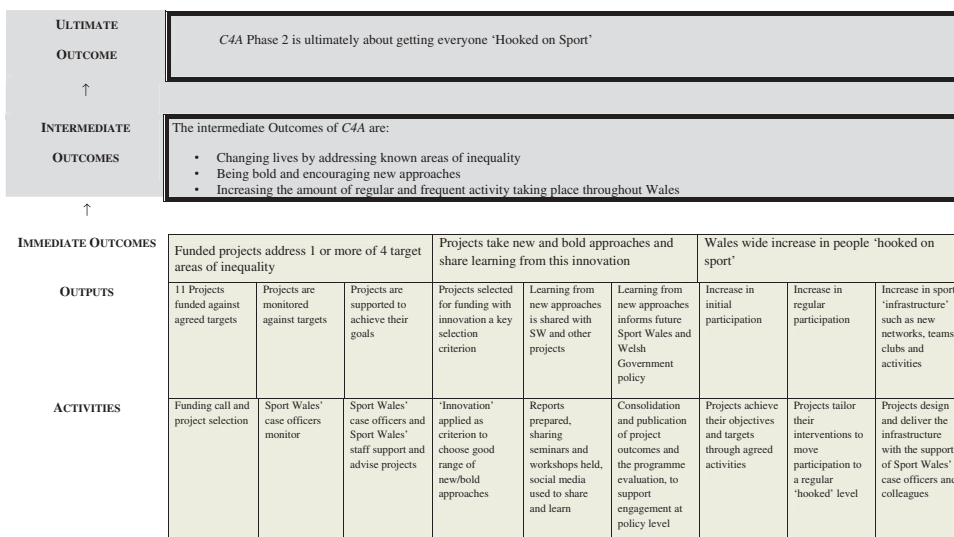 ULTIMATE
OUTCOME
C4A Phase 2 is ultimately about getting everyone ‘Hooked on Sport’
↑
INTERMEDIATE
OUTCOMES
The intermediate Outcomes of C4A are:
• Changing lives by addressing known areas of inequality
• Being bold and encouraging new approaches
• Increasing the amount of regular and frequent activity taking place throughout Wales
↑
IMMEDIATE OUTCOMES
Funded projects address 1 or more of 4 target
areas of inequality
Projects take new and bold approaches and
share learning from this innovation
Wales wide increase in people ‘hooked on
sport’
OUTPUTS
11 Projects
funded against
agreed targets
Projects are
monitored
against targets
Projects are
supported to
achieve their
goals
Projects selected
for funding with
innovation a key
selection
criterion
Learning from
new approaches
is shared with
SW and other
projects
Learning from
new approaches
informs future
Sport Wales and
Welsh
Government
policy
Increase in
initial
participation
Increase in
regular
participation
Increase in sport
‘infrastructure’
such as new
networks, teams
clubs and
activities
ACTIVITIES
Funding call and
project selection
Sport Wales’
case officers
monitor
Sport Wales’
case officers and
Sport Wales’
staff support and
advise projects
‘Innovation’
applied as
criterion to
choose good
range of
new/bold
approaches
Reports
prepared,
sharing
seminars and
workshops held,
social media
used to share
and learn
Consolidation
and publication
of project
outcomes and
the programme
evaluation, to
support
engagement at
policy level
Projects achieve
their objectives
and targets
through agreed
activities
Projects tailor
their
interventions to
move
participation to
a regular
‘hooked’ level
Projects design
and deliver the
infrastructure
with the support
of Sport Wales’
case officers and
colleagues